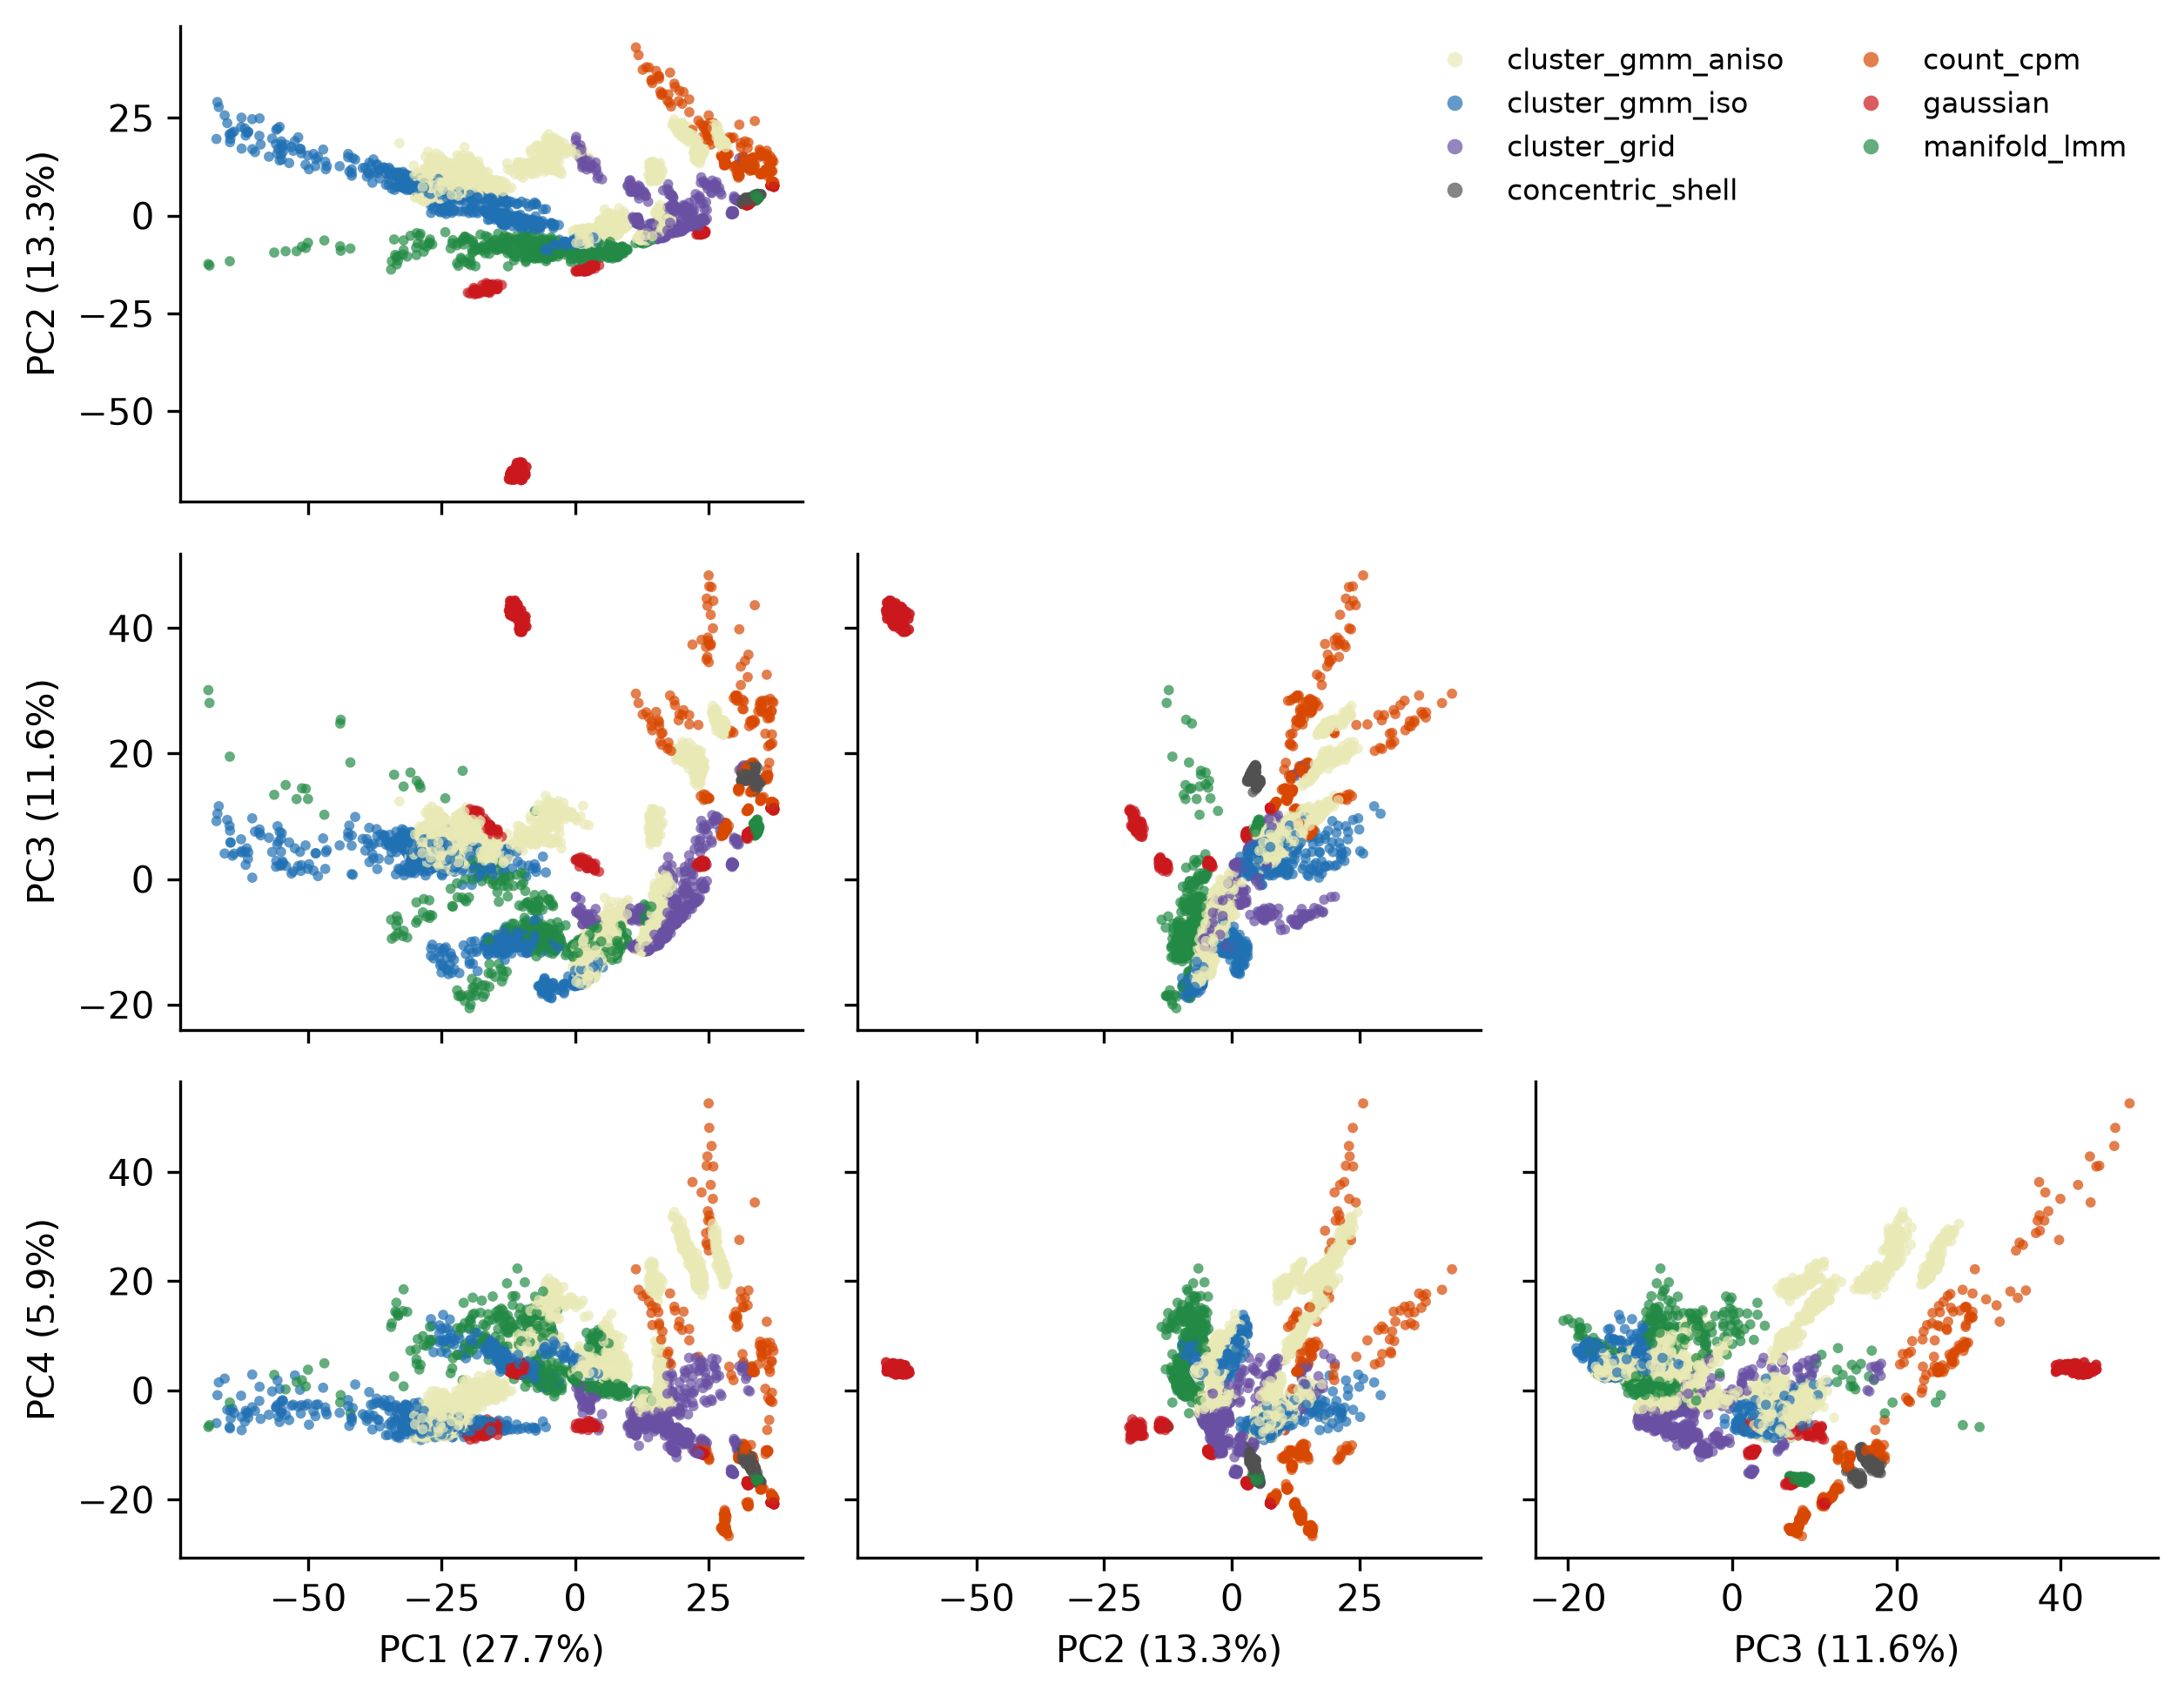 25
0
−25
−50
PC2 (13.3%)
cluster_gmm_aniso
cluster_gmm_iso
cluster_grid
concentric_shell
count_cpm
gaussian
manifold_lmm
40
20
0
−20
PC3 (11.6%)
40
20
0
−20
PC4 (5.9%)
−50 −25 0 25
PC1 (27.7%)
−50 −25 0 25
PC2 (13.3%)
−20 0 20 40
PC3 (11.6%)